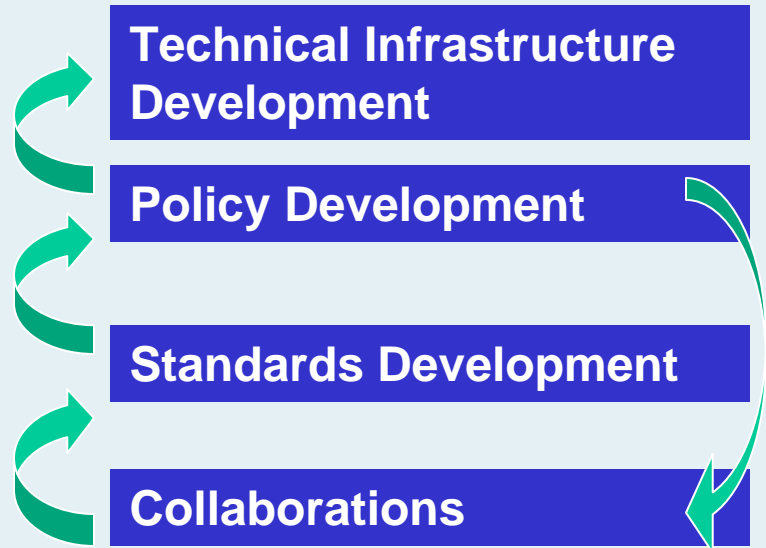 Technical Infrastructure
Development
Policy Development
Standards Development
Collaborations